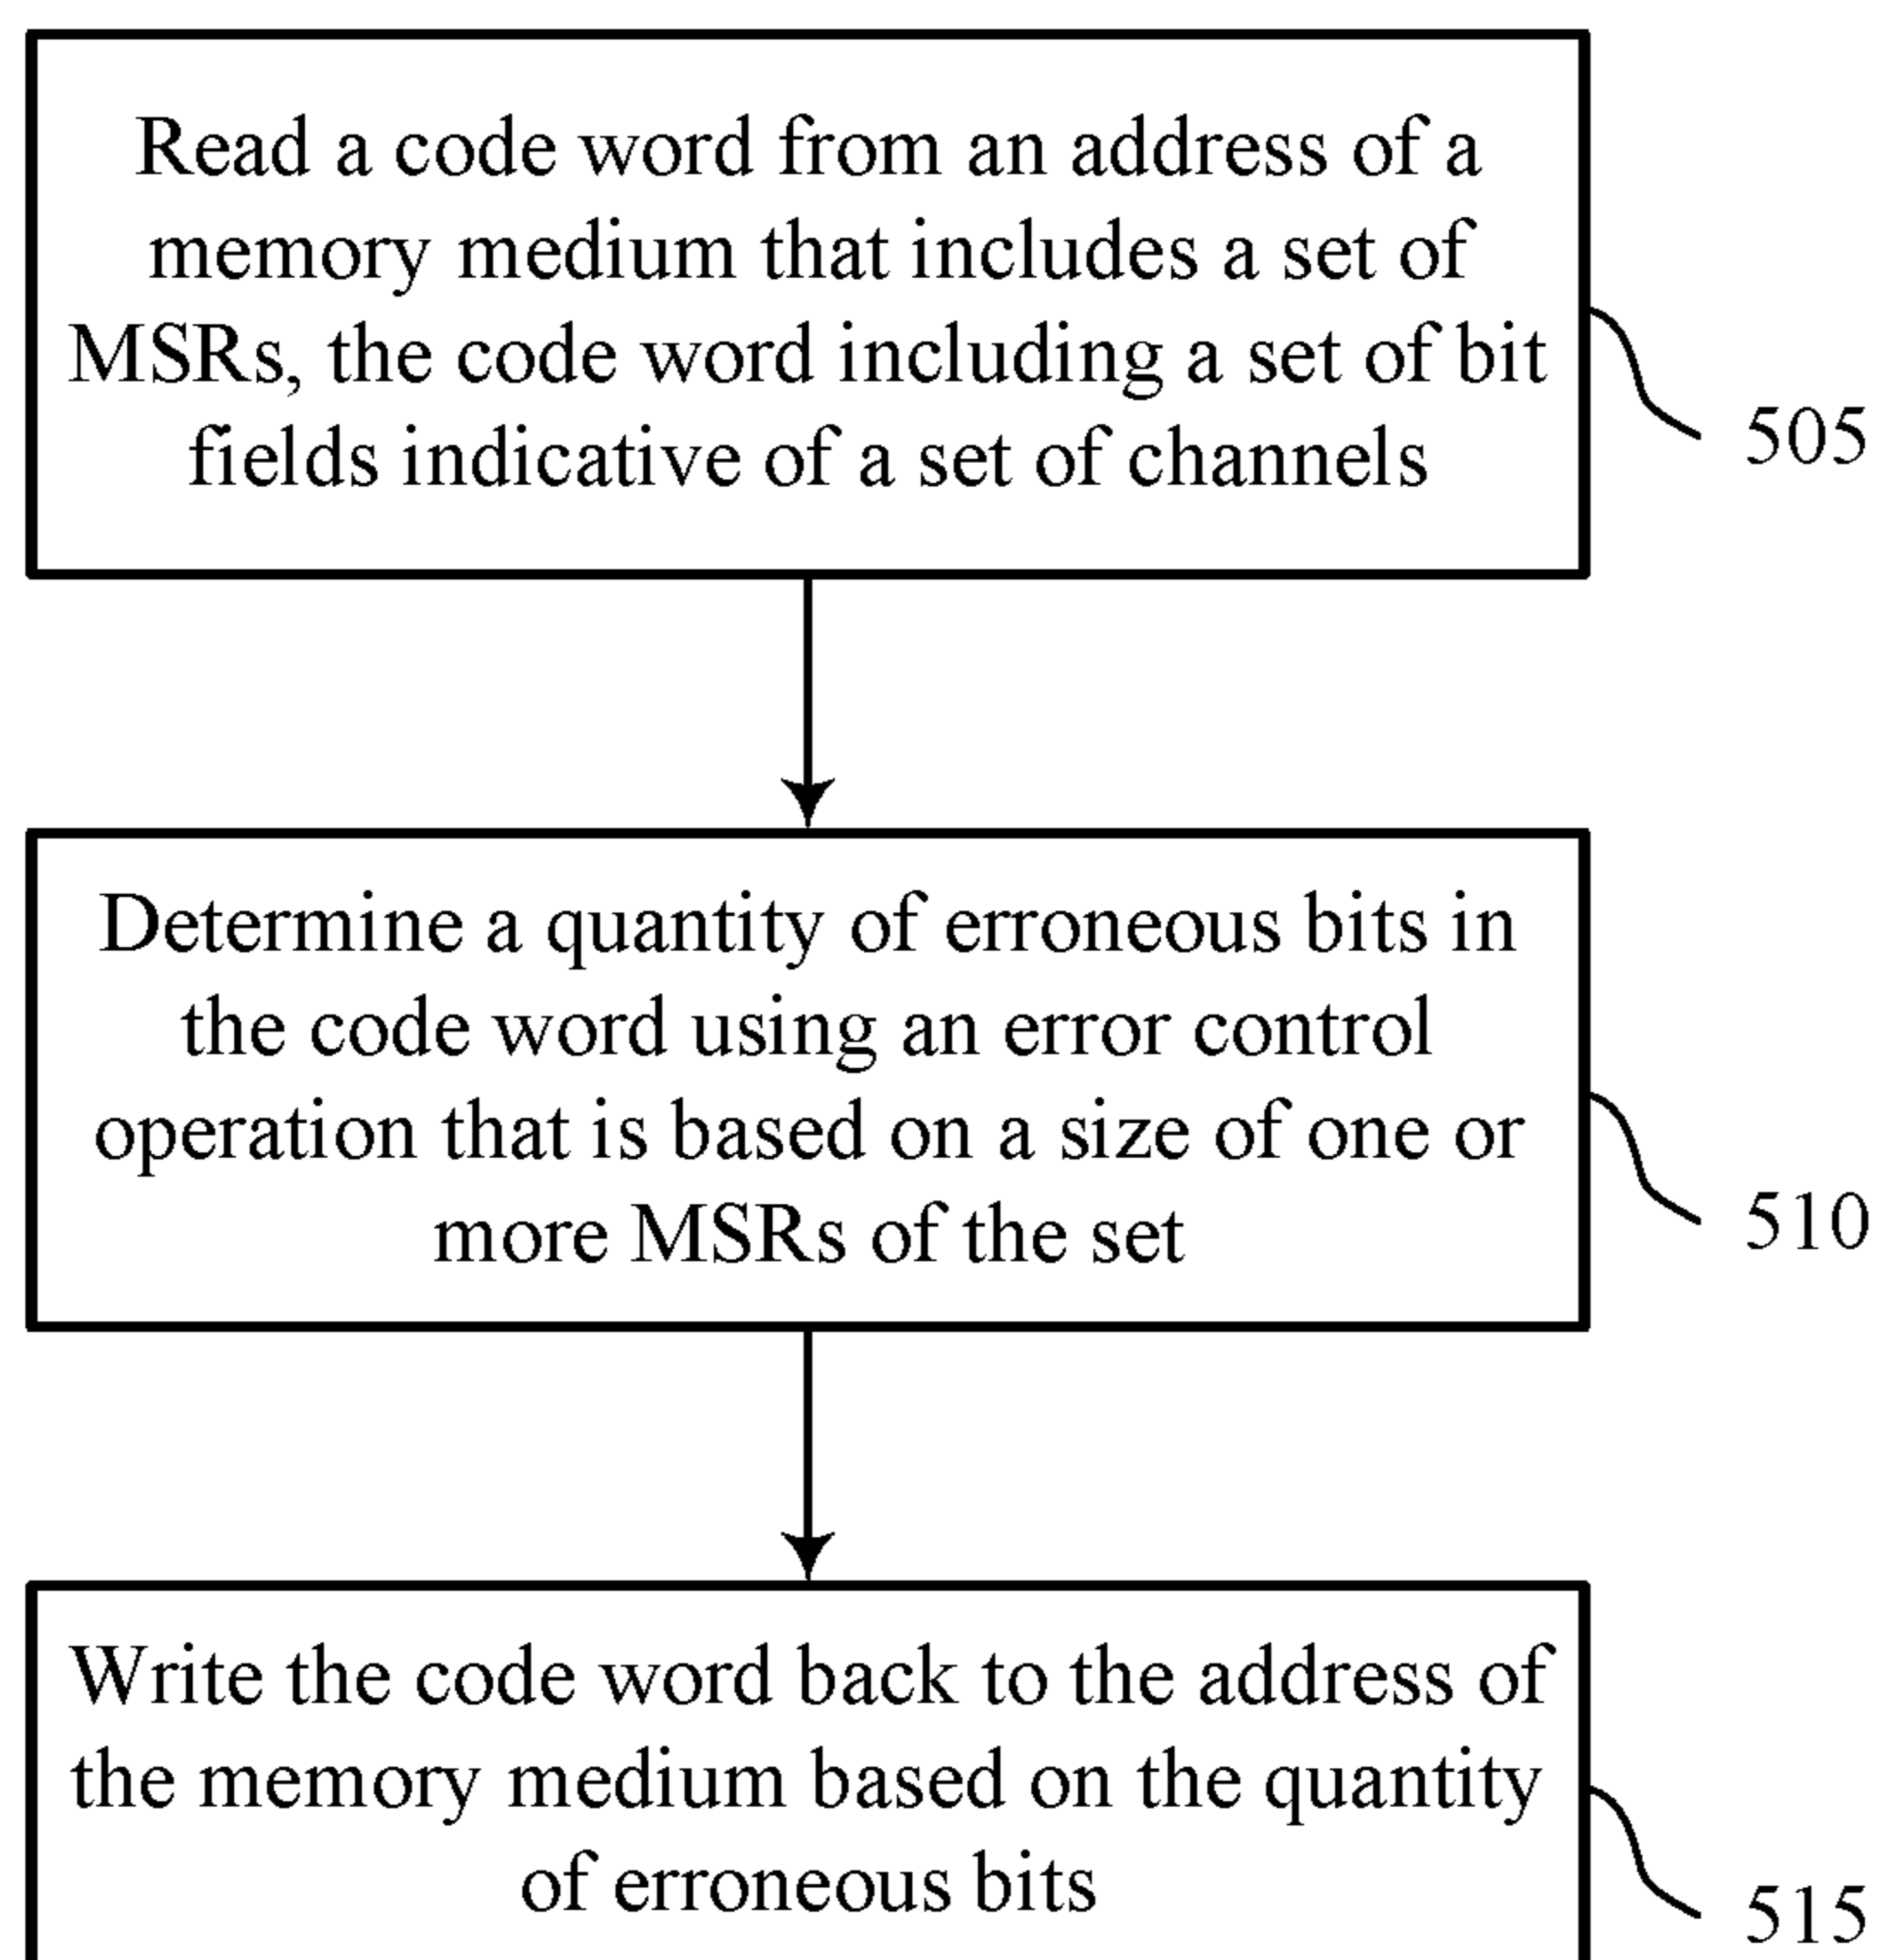 Read a code word from an address of a
memory medium that includes a set of
MSRs, the code word including a set of bit
fields indicative of a set of channels
505
Determine a quantity of erroneous bits in
the code word using an error control
operation that is based on a size of one or
more MSRs of the set
510
Write the code word back to the address of
the memory medium based on the quantity
of erroneous bits
515